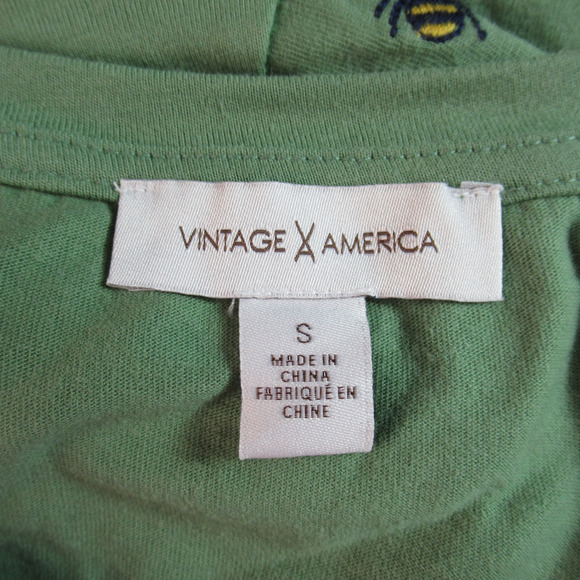 VINTAGE AMERICA
S
MADE IN
CHINA
FABRIQUÉ EN
CHINE